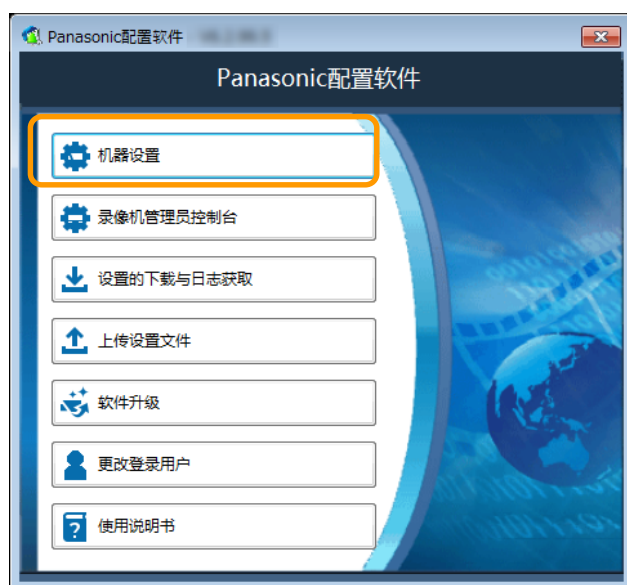 Panasonic配置软件
Panasonic配置软件
机器设置
录像机管理员控制台
设置的下载与日志获取
上传设置文件
软件升级
更改登录用户
使用说明书